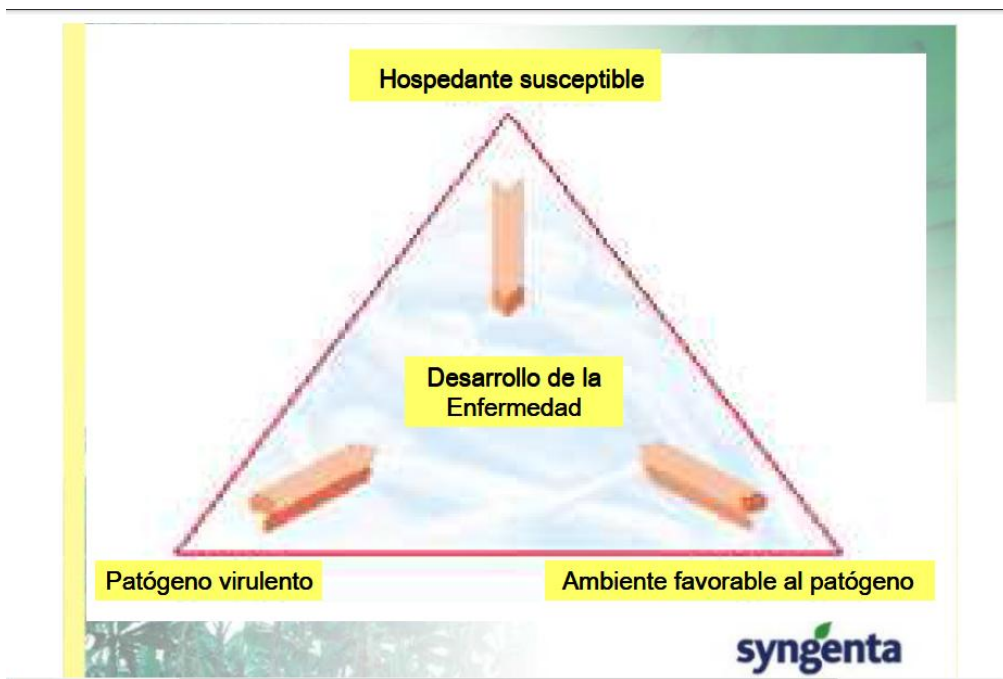 Hospedante susceptible
Desarrollo de la
Enfermedad
Patógeno virulento
Ambiente favorable al patógeno
syngenta